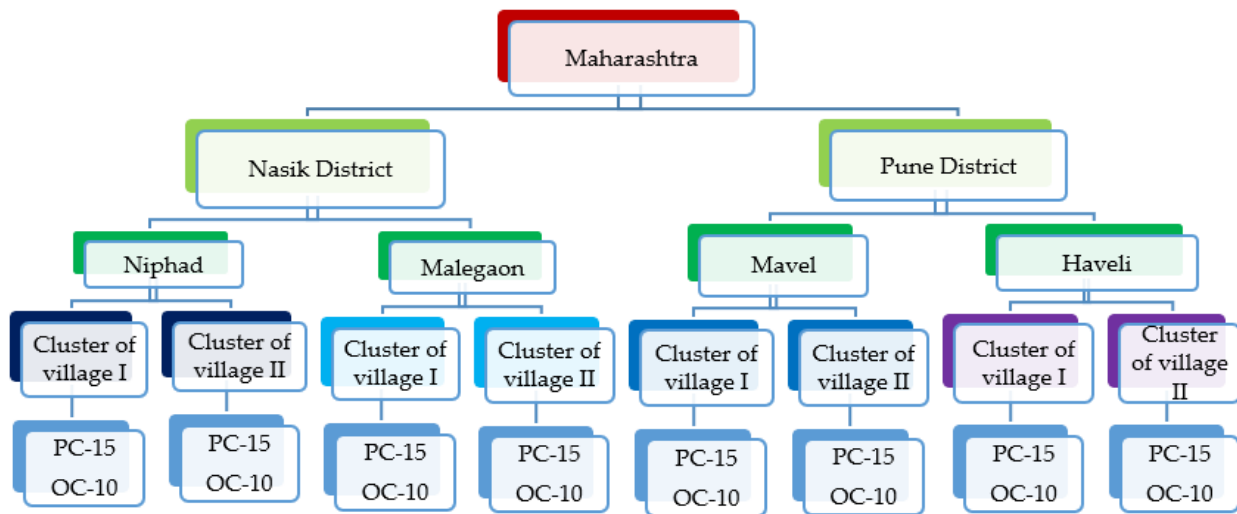 Maharashtra
Nasik District
Pune District
Niphad
Malegaon
Mavel
Haveli
Cluster of
village I
Cluster of
village II
Cluster of
village I
Cluster of
village II
Cluster of
village I
Cluster of
village II
Cluster of
village I
Cluster
of village
II
PC-15
OC-10
PC-15
OC-10
PC-15
OC-10
PC-15
OC-10
PC-15
OC-10
PC-15
OC-10
PC-15
OC-10
PC-15
OC-10